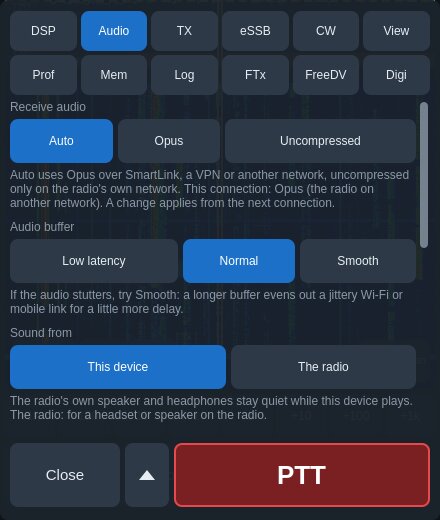 DSP Audio TX eSSB CW View
Prof Mem Log FTx FreeDV Digi
Receive audio
Auto Opus Uncompressed
Auto uses Opus over SmartLink, a VPN or another network, uncompressed
only on the radio's own network. This connection: Opus (the radio on
another network). A change applies from the next connection.
Audio buffer
Low latency Normal Smooth
If the audio stutters, try Smooth: a longer buffer evens out a jittery Wi-Fi or
mobile link for a little more delay.
Sound from
This device The radio
The radio's own speaker and headphones stay quiet while this device plays.
The radio: for a headset or speaker on the radio.
Close PTT